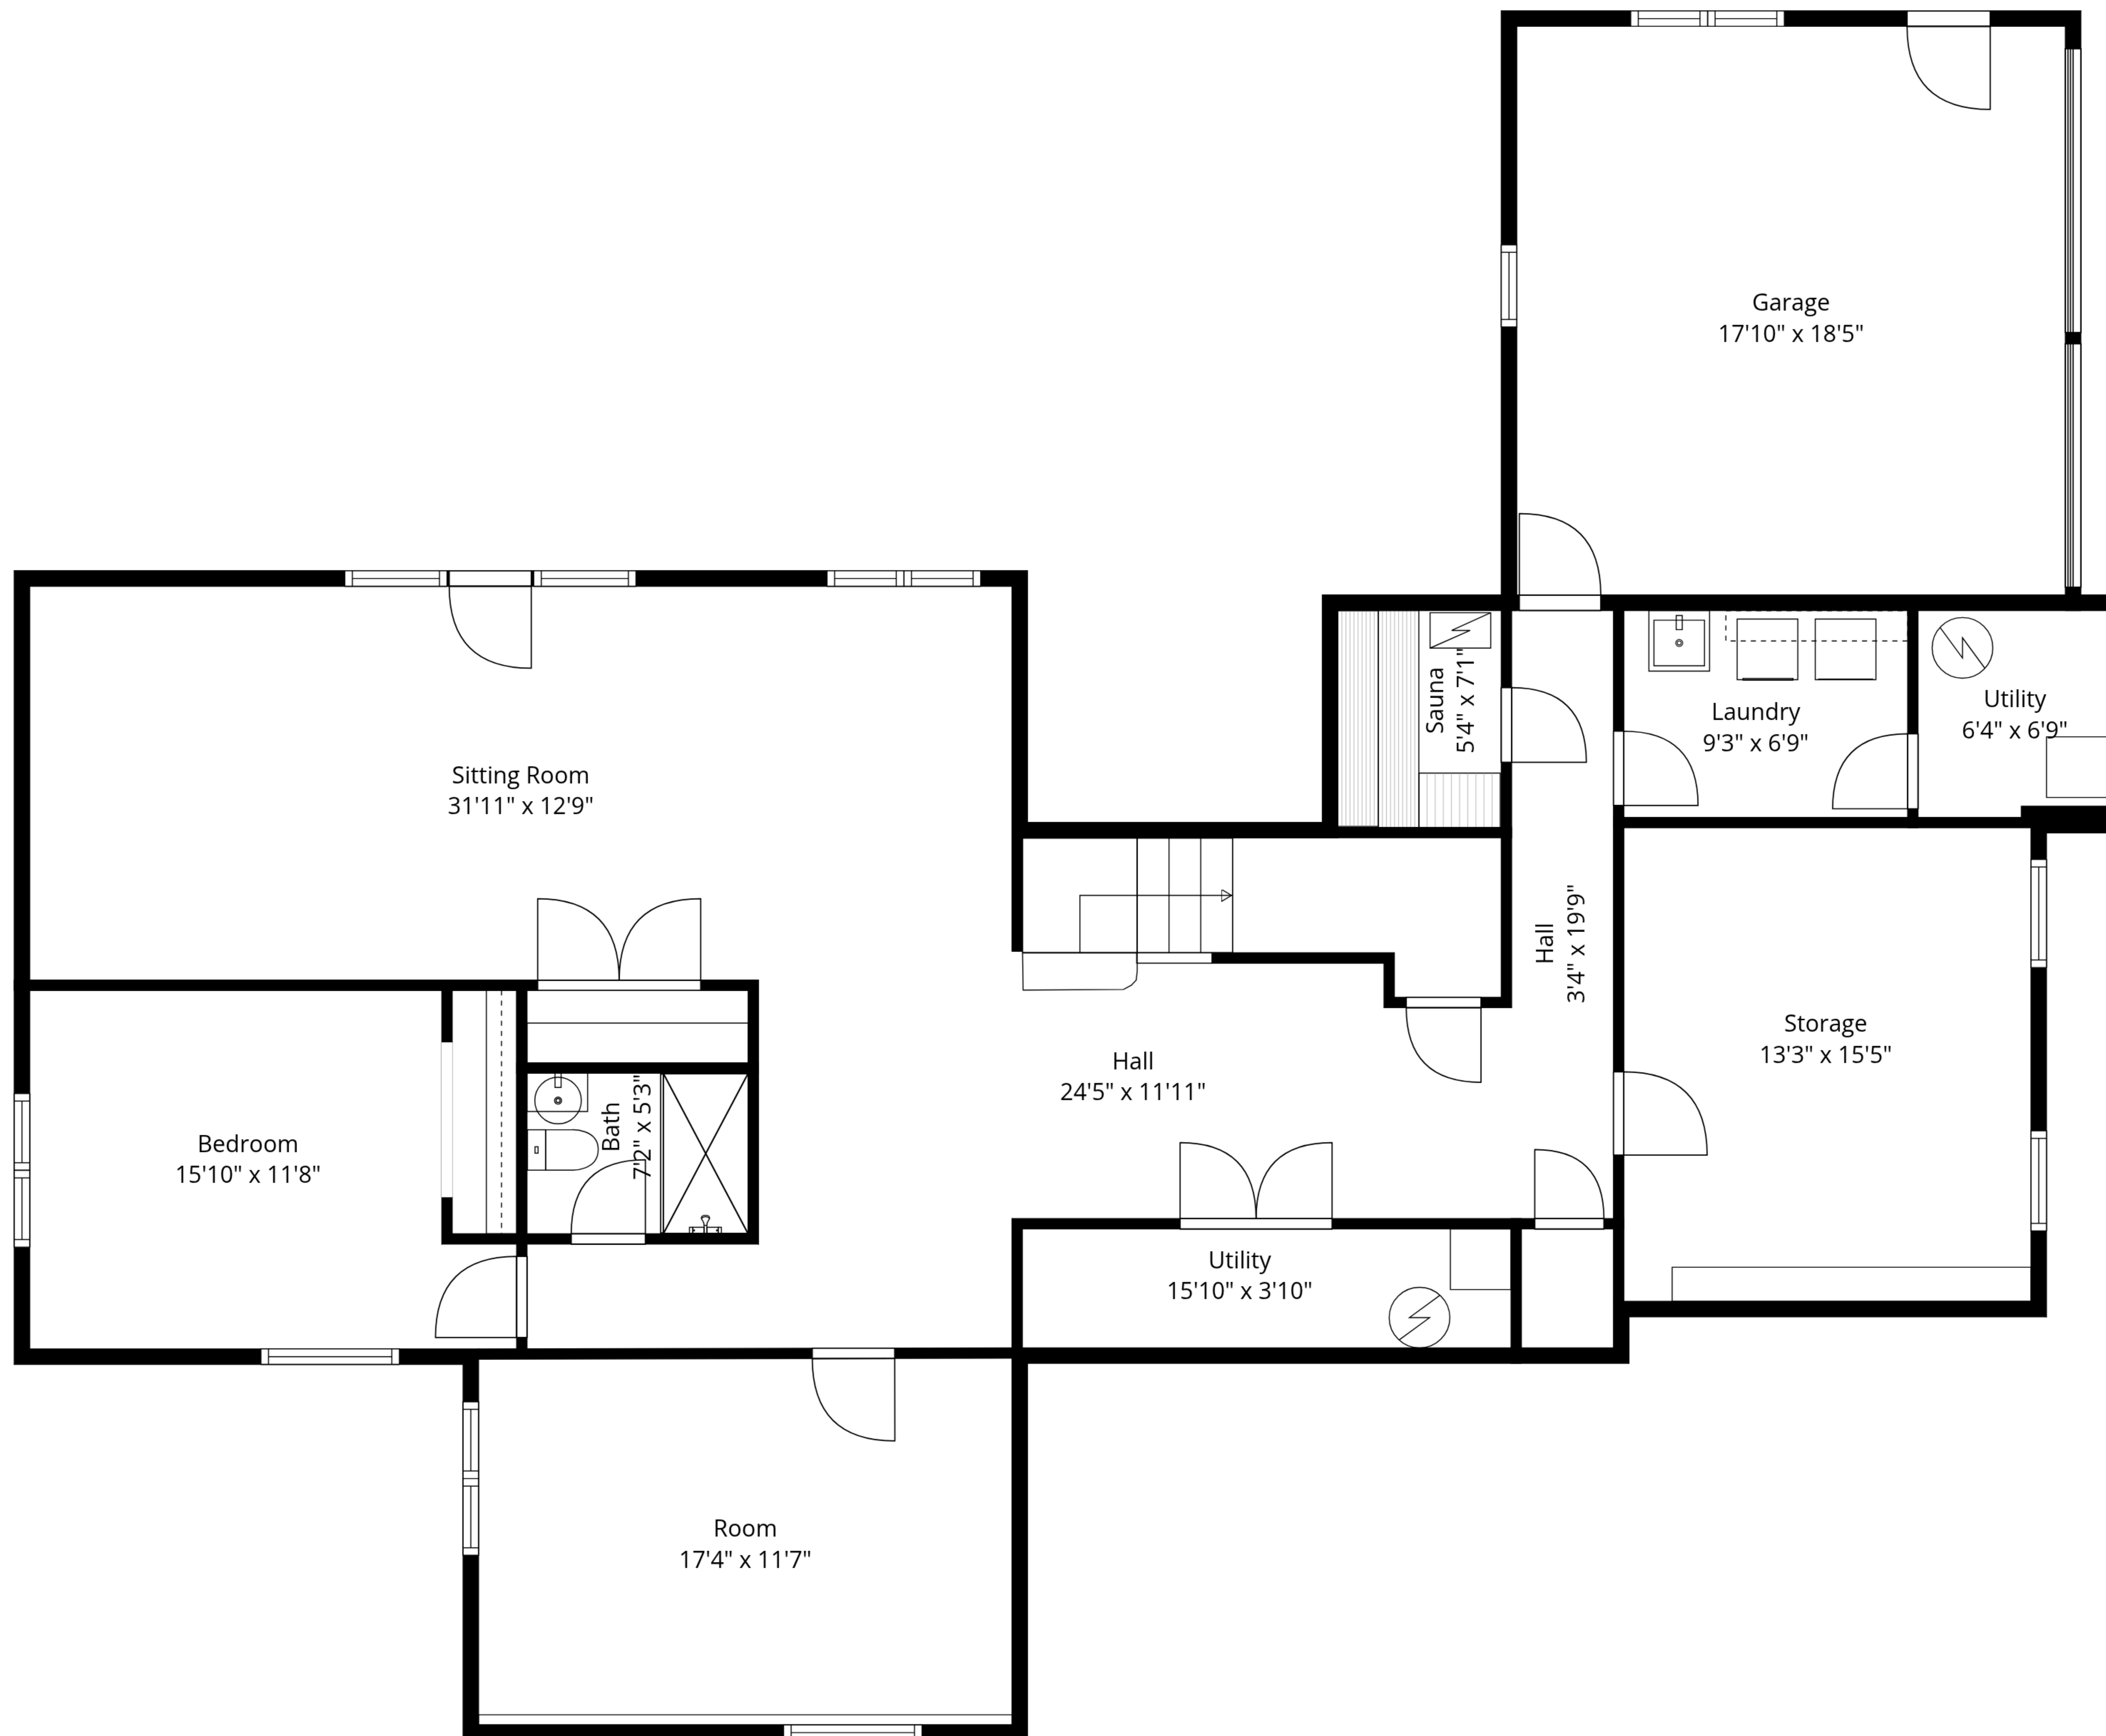 Garage
17'10" x 18'5"
Sauna
5'4" x 7'1"
Laundry
9'3" x 6'9"
Utility
6'4" x 6'9"
Sitting Room
31'11" x 12'9"
Hall
3'4" x 19'9"
Storage
13'3" x 15'5"
Hall
24'5" x 11'11"
Bedroom
15'10" x 11'8"
Bath
7'2" x 5'3"
Utility
15'10" x 3'10"
Room
17'4" x 11'7"